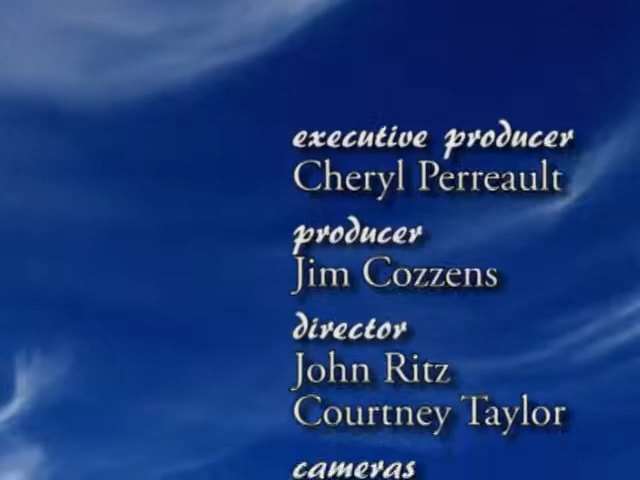 executive producer
Cheryl Perreault
producer
Jim Cozzens
director
John Ritz
Courtney Taylor
cameras